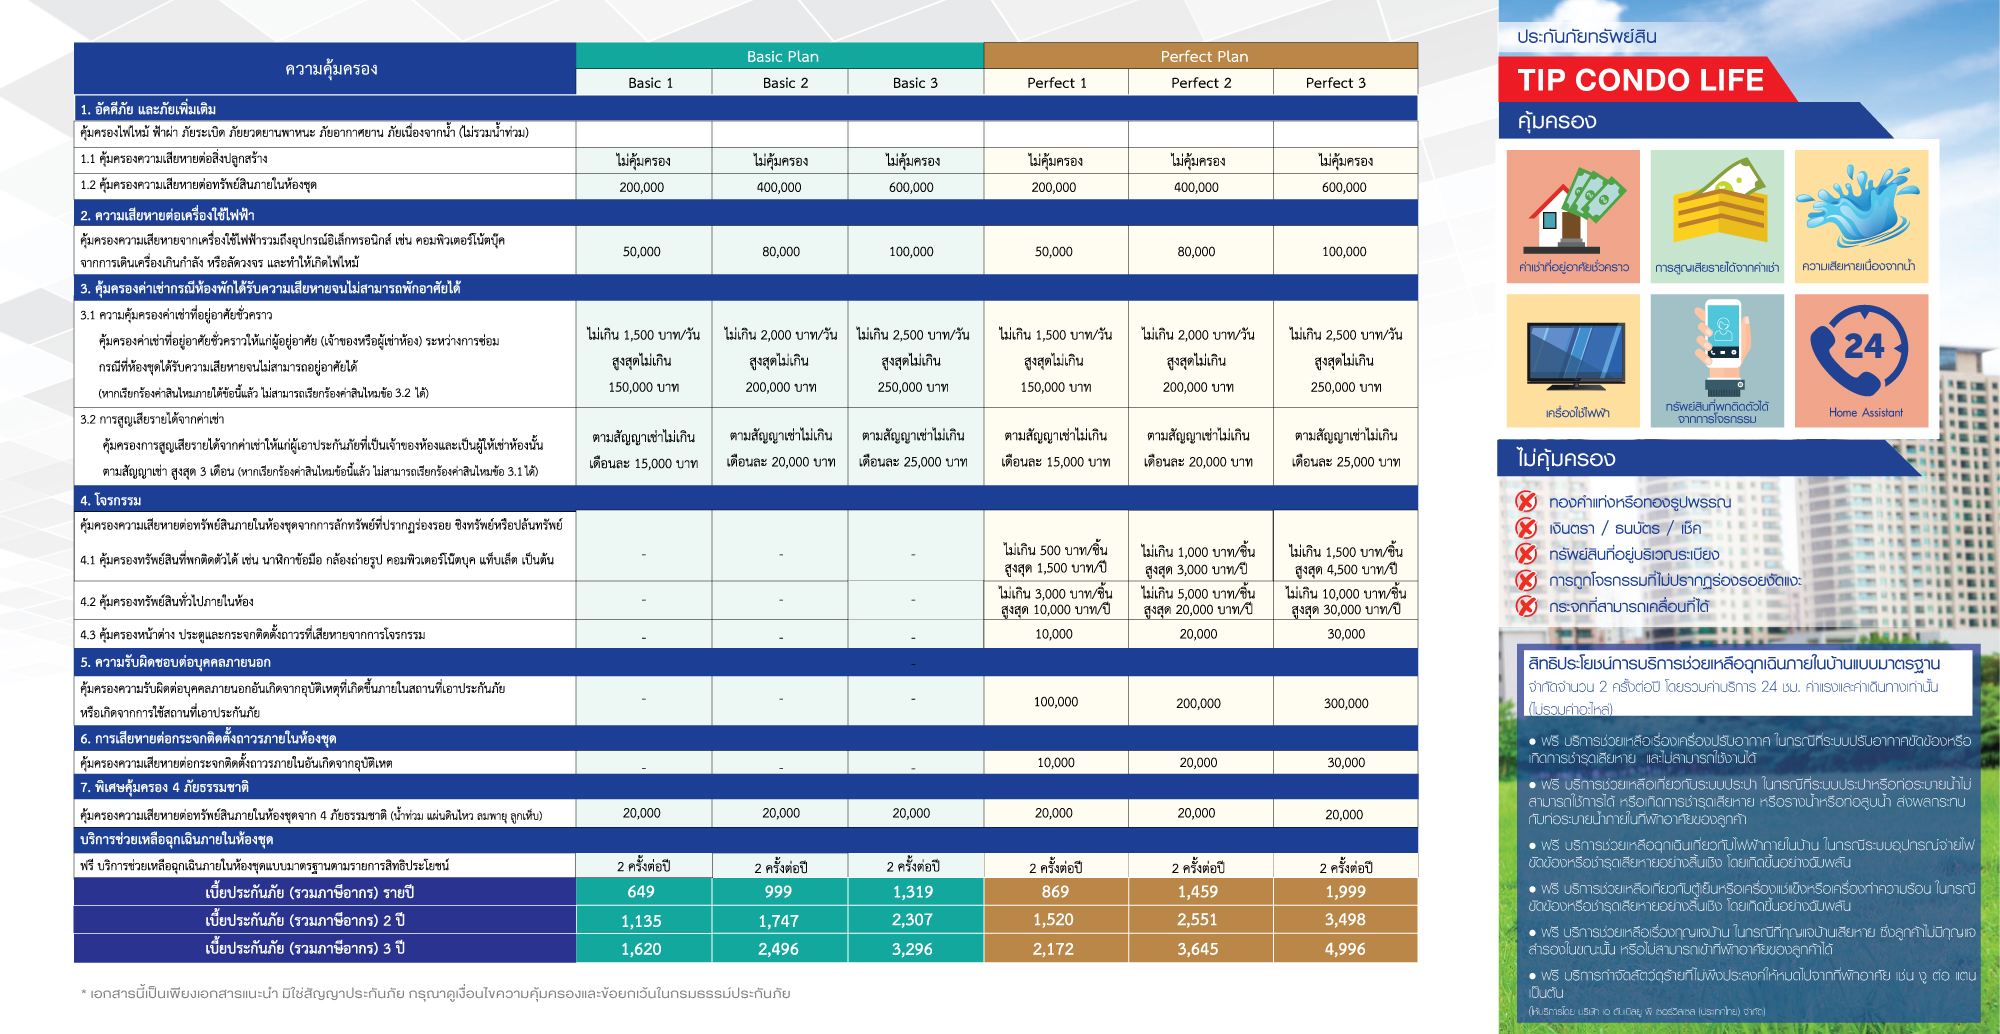 ความคุ้มครอง
Basic Plan
Perfect Plan
Basic 1
Basic 2
Basic 3
Perfect 1
Perfect 2
Perfect 3
1. อัคคีภัย และภัยเพิ่มเติม
คุ้มครองไฟไหม้ ฟ้าผ่า ภัยระเบิด ภัยยวดยานพาหนะ ภัยอากาศยาน ภัยเนื่องจากน้ำ (ไม่รวมน้ำท่วม)
1.1 คุ้มครองความเสียหายต่อสิ่งปลูกสร้าง
ไม่คุ้มครอง ไม่คุ้มครอง ไม่คุ้มครอง ไม่คุ้มครอง ไม่คุ้มครอง ไม่คุ้มครอง
1.2 คุ้มครองความเสียหายต่อทรัพย์สินภายในห้องชุด
200,000 400,000 600,000 200,000 400,000 600,000
2. ความเสียหายต่อเครื่องใช้ไฟฟ้า
คุ้มครองความเสียหายจากเครื่องใช้ไฟฟ้ารวมถึงอุปกรณ์อิเล็กทรอนิกส์ เช่น คอมพิวเตอร์โน้ตบุ๊ค
จากการเดินเครื่องเกินกำลัง หรือลัดวงจร และทำให้เกิดไฟไหม้
50,000 80,000 100,000 50,000 80,000 100,000
3. คุ้มครองค่าเช่ากรณีห้องพักได้รับความเสียหายจนไม่สามารถพักอาศัยได้
3.1 ความคุ้มครองค่าเช่าที่อยู่อาศัยชั่วคราว
คุ้มครองค่าเช่าที่อยู่อาศัยชั่วคราวให้แก่ผู้อยู่อาศัย (เจ้าของหรือผู้เช่าห้อง) ระหว่างการซ่อม
กรณีที่ห้องชุดได้รับความเสียหายจนไม่สามารถอยู่อาศัยได้
(หากเรียกร้องค่าสินไหมภายใต้ข้อนี้แล้ว ไม่สามารถเรียกร้องค่าสินไหมข้อ 3.2 ได้)
ไม่เกิน 1,500 บาท/วัน ไม่เกิน 2,000 บาท/วัน ไม่เกิน 2,500 บาท/วัน ไม่เกิน 1,500 บาท/วัน ไม่เกิน 2,000 บาท/วัน ไม่เกิน 2,500 บาท/วัน
สูงสุดไม่เกิน สูงสุดไม่เกิน สูงสุดไม่เกิน สูงสุดไม่เกิน สูงสุดไม่เกิน สูงสุดไม่เกิน
150,000 บาท 200,000 บาท 250,000 บาท 150,000 บาท 200,000 บาท 250,000 บาท
3.2 การสูญเสียรายได้จากค่าเช่า
คุ้มครองการสูญเสียรายได้จากค่าเช่าให้แก่ผู้เอาประกันภัยที่เป็นเจ้าของห้องและเป็นผู้ให้เช่าห้องนั้น
ตามสัญญาเช่า สูงสุด 3 เดือน (หากเรียกร้องค่าสินไหมข้อนี้แล้ว ไม่สามารถเรียกร้องค่าสินไหมข้อ 3.1 ได้)
ตามสัญญาเช่าไม่เกิน ตามสัญญาเช่าไม่เกิน ตามสัญญาเช่าไม่เกิน ตามสัญญาเช่าไม่เกิน ตามสัญญาเช่าไม่เกิน ตามสัญญาเช่าไม่เกิน
เดือนละ 15,000 บาท เดือนละ 20,000 บาท เดือนละ 25,000 บาท เดือนละ 15,000 บาท เดือนละ 20,000 บาท เดือนละ 25,000 บาท
4. โจรกรรม
คุ้มครองความเสียหายต่อทรัพย์สินภายในห้องชุดจากการลักทรัพย์ที่ปรากฏร่องรอย ชิงทรัพย์หรือปล้นทรัพย์
4.1 คุ้มครองทรัพย์สินที่พกติดตัวได้ เช่น นาฬิกาข้อมือ กล้องถ่ายรูป คอมพิวเตอร์โน๊ตบุค แท็บเล็ต เป็นต้น
- - - ไม่เกิน 500 บาท/ชิ้น ไม่เกิน 1,000 บาท/ชิ้น ไม่เกิน 1,500 บาท/ชิ้น
สูงสุด 1,500 บาท/ปี สูงสุด 3,000 บาท/ปี สูงสุด 4,500 บาท/ปี
4.2 คุ้มครองทรัพย์สินทั่วไปภายในห้อง
- - - ไม่เกิน 3,000 บาท/ชิ้น ไม่เกิน 5,000 บาท/ชิ้น ไม่เกิน 10,000 บาท/ชิ้น
สูงสุด 10,000 บาท/ปี สูงสุด 20,000 บาท/ปี สูงสุด 30,000 บาท/ปี
4.3 คุ้มครองหน้าต่าง ประตูและกระจกติดตั้งถาวรที่เสียหายจากการโจรกรรม
- - - 10,000 20,000 30,000
5. ความรับผิดชอบต่อบุคคลภายนอก -
คุ้มครองความรับผิดต่อบุคคลภายนอกอันเกิดจากอุบัติเหตุที่เกิดขึ้นภายในสถานที่เอาประกันภัย
หรือเกิดจากการใช้สถานที่เอาประกันภัย
- - - 100,000 200,000 300,000
6. การเสียหายต่อกระจกติดตั้งถาวรภายในห้องชุด
คุ้มครองความเสียหายต่อกระจกติดตั้งถาวรภายในอันเกิดจากอุบัติเหต
- - - 10,000 20,000 30,000
7. พิเศษคุ้มครอง 4 ภัยธรรมชาติ
คุ้มครองความเสียหายต่อทรัพย์สินภายในห้องชุดจาก 4 ภัยธรรมชาติ (น้ำท่วม แผ่นดินไหว ลมพายุ ลูกเห็บ)
20,000 20,000 20,000 20,000 20,000 20,000
บริการช่วยเหลือฉุกเฉินภายในห้องชุด
ฟรี บริการช่วยเหลือฉุกเฉินภายในห้องชุดแบบมาตรฐานตามรายการสิทธิประโยชน์
2 ครั้งต่อปี 2 ครั้งต่อปี 2 ครั้งต่อปี 2 ครั้งต่อปี 2 ครั้งต่อปี 2 ครั้งต่อปี
เบี้ยประกันภัย (รวมภาษีอากร) รายปี 649 999 1,319 869 1,459 1,999
เบี้ยประกันภัย (รวมภาษีอากร) 2 ปี 1,135 1,747 2,307 1,520 2,551 3,498
เบี้ยประกันภัย (รวมภาษีอากร) 3 ปี 1,620 2,496 3,296 2,172 3,645 4,996
* เอกสารนี้เป็นเพียงเอกสารแนะนำ มิใช่สัญญาประกันภัย กรุณาดูเงื่อนไขความคุ้มครองและข้อยกเว้นในกรมธรรม์ประกันภัย
ประกันภัยทรัพย์สิน
TIP CONDO LIFE
คุ้มครอง
ค่าเช่าที่อยู่อาศัยชั่วคราว
การสูญเสียรายได้จากค่าเช่า
ความเสียหายเนื่องจากน้ำ
เครื่องใช้ไฟฟ้า
ทรัพย์สินที่พกติดตัวได้
จากการโจรกรรม
24
Home Assistant
ไม่คุ้มครอง
ทองคำแท่งหรือทองรูปพรรณ
เงินตรา / ธนบัตร / เช็ค
ทรัพย์สินที่อยู่บริเวณระเบียง
การถูกโจรกรรมที่ไม่ปรากฏร่องรอยงัดแงะ
กระจกที่สามารถเคลื่อนที่ได้
สิทธิประโยชน์การบริการช่วยเหลือฉุกเฉินภายในบ้านแบบมาตรฐาน
จำกัดจำนวน 2 ครั้งต่อปี โดยรวมค่าบริการ 24 ชม. ค่าแรงและค่าเดินทางเท่านั้น
(ไม่รวมค่าอะไหล่)
● ฟรี บริการช่วยเหลือเรื่องเครื่องปรับอากาศ ในกรณีที่ระบบปรับอากาศขัดข้องหรือ
เกิดการชำรุดเสียหาย และไม่สามารถใช้งานได้
● ฟรี บริการช่วยเหลือเกี่ยวกับระบบประปา ในกรณีที่ระบบประปาหรือท่อระบายน้ำไม่
สามารถใช้การได้ หรือเกิดการชำรุดเสียหาย หรือรางน้ำหรือท่อสูบน้ำ ส่งผลกระทบ
กับท่อระบายน้ำภายในที่พักอาศัยของลูกค้า
● ฟรี บริการช่วยเหลือฉุกเฉินเกี่ยวกับไฟฟ้าภายในบ้าน ในกรณีระบบอุปกรณ์จ่ายไฟ
ขัดข้องหรือชำรุดเสียหายอย่างสิ้นเชิง โดยเกิดขึ้นอย่างฉับพลัน
● ฟรี บริการช่วยเหลือเกี่ยวกับตู้เย็นหรือเครื่องแช่แข็งหรือเครื่องทำความร้อน ในกรณี
ขัดข้องหรือชำรุดเสียหายอย่างสิ้นเชิง โดยเกิดขึ้นอย่างฉับพลัน
● ฟรี บริการช่วยเหลือเรื่องกุญแจบ้าน ในกรณีที่กุญแจบ้านเสียหาย ซึ่งลูกค้าไม่มีกุญแจ
สำรองในขณะนั้น หรือไม่สามารถเข้าที่พักอาศัยของลูกค้าได้
● ฟรี บริการกำจัดสัตว์ดุร้ายที่ไม่พึงประสงค์ให้หมดไปจากที่พักอาศัย เช่น งู ต่อ แตน
เป็นต้น
(ให้บริการโดย บริษัท เอ ดับเบิลยู พี เซอร์วิสเซส (ประเทศไทย) จำกัด)